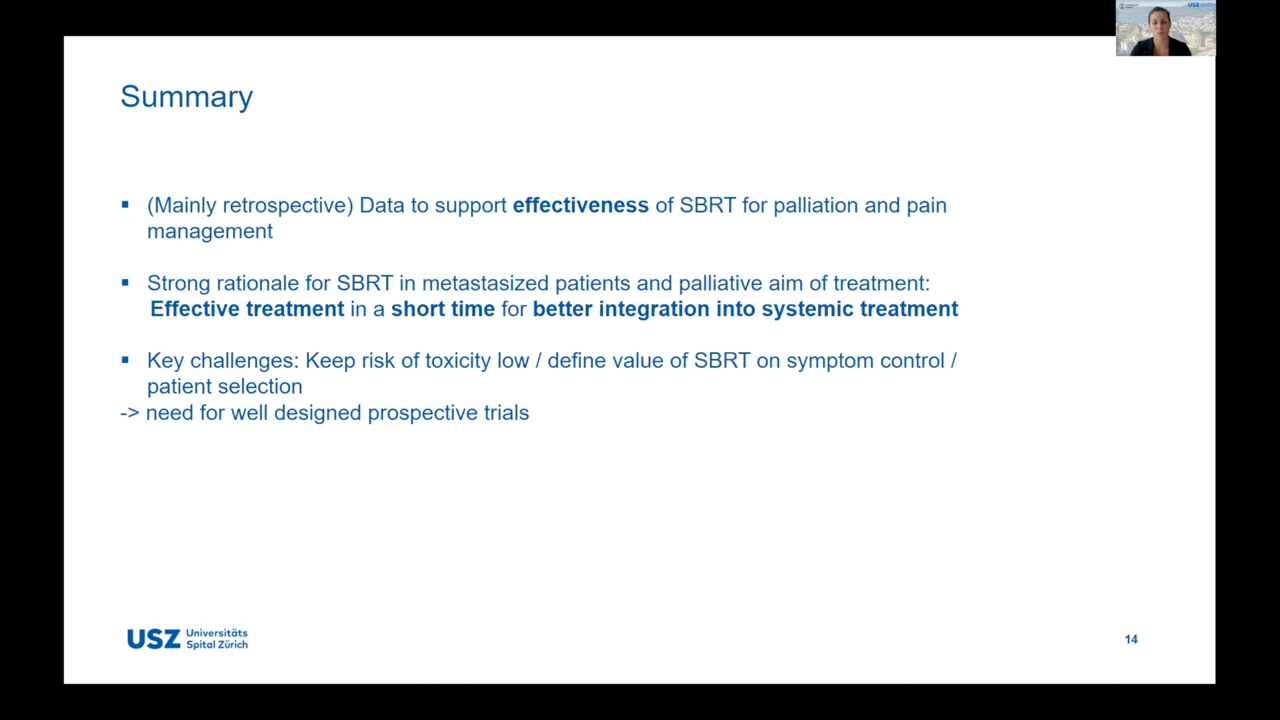 USZ
Summary
▪ (Mainly retrospective) Data to support effectiveness of SBRT for palliation and pain
management
▪ Strong rationale for SBRT in metastasized patients and palliative aim of treatment:
Effective treatment in a short time for better integration into systemic treatment
▪ Key challenges: Keep risk of toxicity low / define value of SBRT on symptom control /
patient selection
-> need for well designed prospective trials
USZ Universitäts
Spital Zürich
14